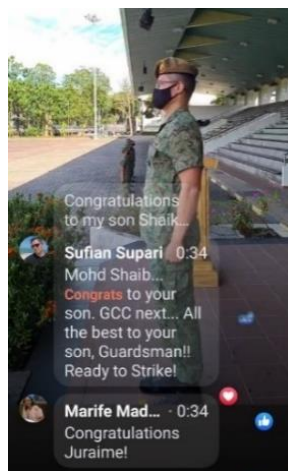 Congratulations
to my son Shaik...
Sufian Supari 0:34
Mohd Shaib...
Congrats to your
son. GCC next... All
the best to your
son, Guardsman!!
Ready to Strike!
Marife Mad... · 0:34
Congratulations
Juraime!